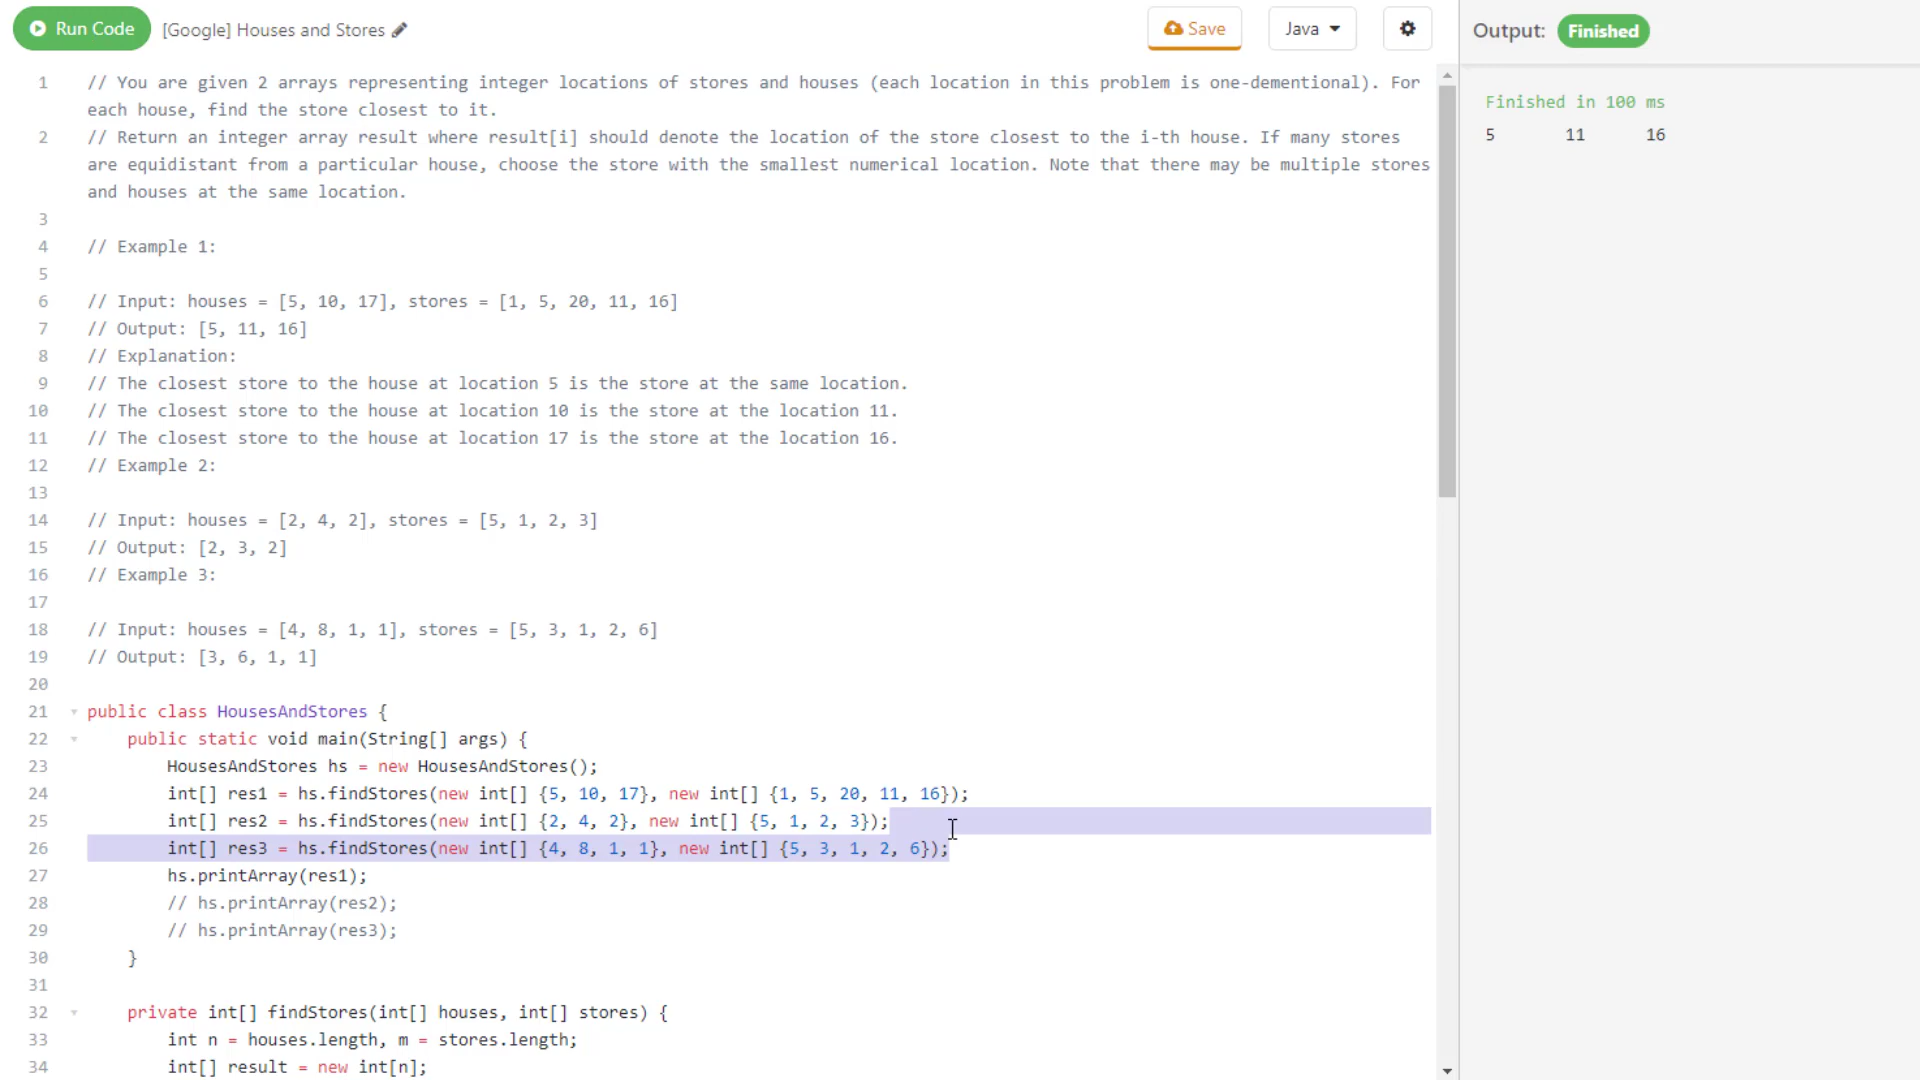 Run Code
[Google] Houses and Stores
Save
Java
Output: Finished
1 // You are given 2 arrays representing integer locations of stores and houses (each location in this problem is one-dementional). For
each house, find the store closest to it.
2 // Return an integer array result where result[i] should denote the location of the store closest to the i-th house. If many stores
are equidistant from a particular house, choose the store with the smallest numerical location. Note that there may be multiple stores
and houses at the same location.
3
4 // Example 1:
5
6 // Input: houses = [5, 10, 17], stores = [1, 5, 20, 11, 16]
7 // Output: [5, 11, 16]
8 // Explanation:
9 // The closest store to the house at location 5 is the store at the same location.
10 // The closest store to the house at location 10 is the store at the location 11.
11 // The closest store to the house at location 17 is the store at the location 16.
12 // Example 2:
13
14 // Input: houses = [2, 4, 2], stores = [5, 1, 2, 3]
15 // Output: [2, 3, 2]
16 // Example 3:
17
18 // Input: houses = [4, 8, 1, 1], stores = [5, 3, 1, 2, 6]
19 // Output: [3, 6, 1, 1]
20
21 public class HousesAndStores {
22 public static void main(String[] args) {
23 HousesAndStores hs = new HousesAndStores();
24 int[] res1 = hs.findStores(new int[] {5, 10, 17}, new int[] {1, 5, 20, 11, 16});
25 int[] res2 = hs.findStores(new int[] {2, 4, 2}, new int[] {5, 1, 2, 3});
26 int[] res3 = hs.findStores(new int[] {4, 8, 1, 1}, new int[] {5, 3, 1, 2, 6});
27 hs.printArray(res1);
28 // hs.printArray(res2);
29 // hs.printArray(res3);
30 }
31
32 private int[] findStores(int[] houses, int[] stores) {
33 int n = houses.length, m = stores.length;
34 int[] result = new int[n];
Finished in 100 ms
5 11 16